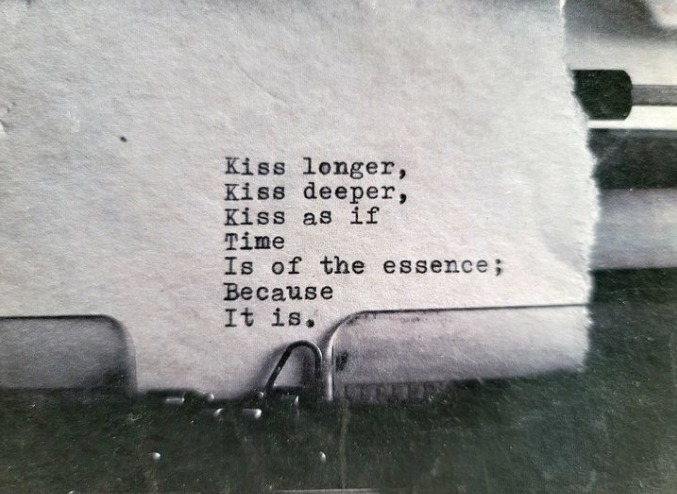 Kiss longer,
Kiss deeper,
Kiss as if
Time
Is of the essence;
Because
It is.